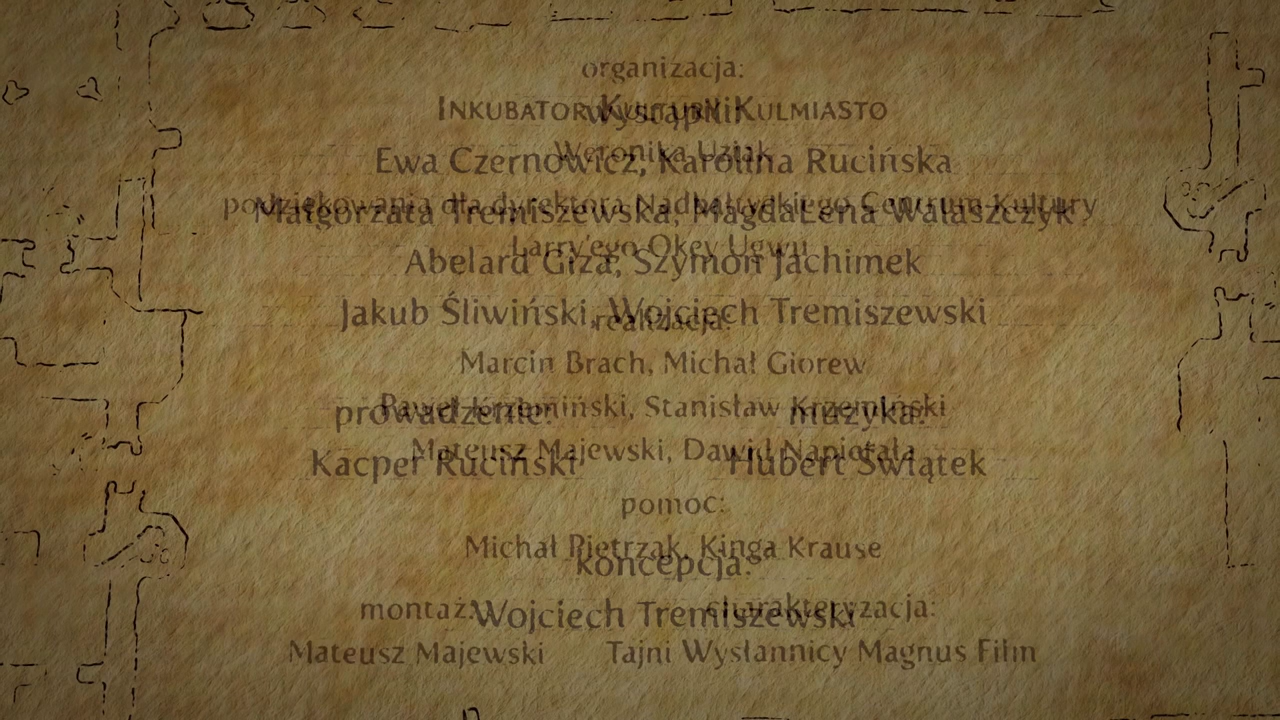 organizacja:
Inkubator Kultury Kulmiasto
wystąpili:
Weronika Uziak
Ewa Czernowicz, Karolina Rucińska
podziękowania dla dyrektora Nadbałtyckiego Centrum Kultury
Małgorzata Tremiszewska, MagdaLena Walaszczyk
Larry'ego Okey Ugwu
Abelard Giza, Szymon Jachimek
Jakub Śliwiński, Wojciech Tremiszewski
realizacja:
Marcin Brach, Michał Giorew
Paweł Krzemiński, Stanisław Krzemiński
prowadzenie: muzyka:
Mateusz Majewski, Dawid Napierała
Kacper Ruciński Hubert Świątek
pomoc:
Michał Pietrzak, Kinga Krause
koncepcja:
montaż: charakteryzacja:
Wojciech Tremiszewski
Mateusz Majewski Tajni Wysłannicy Magnus Film